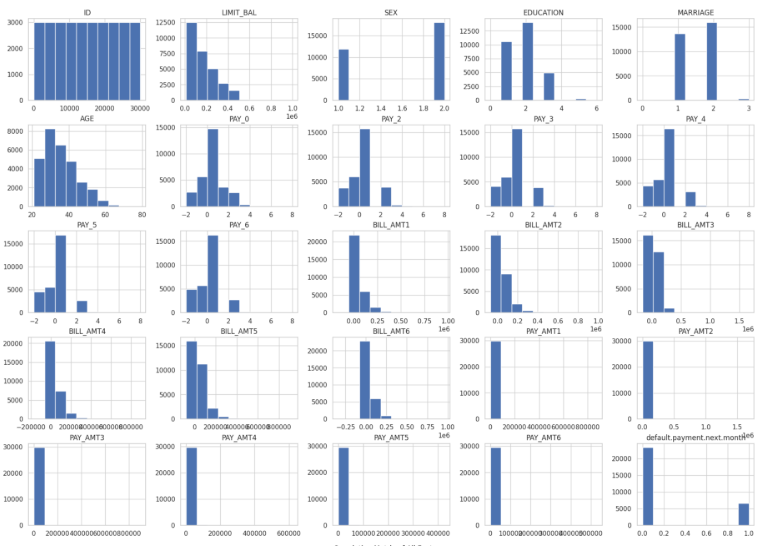 ID LIMIT_BAL SEX EDUCATION MARRIAGE
3000 12500 15000 12500 15000
10000
2000 7500 10000 10000
7500
1000 5000 5000 5000 5000
2500 2500
0 0 0 0 0
0 10000 20000 30000 0.0 0.2 0.4 0.6 0.8 1.0 1.0 1.2 1.4 1.6 1.8 2.0 0 2 4 6 0 1 2 3
1e6
AGE PAY_0 PAY_2 PAY_3 PAY_4
8000 15000 15000 15000 15000
6000 10000 10000 10000 10000
4000
2000 5000 5000 5000 5000
0 0 0 0 0
20 40 60 80 −2 0 2 4 6 8 −2 0 2 4 6 8 −2 0 2 4 6 8 −2 0 2 4 6 8
PAY_5 PAY_6 BILL_AMT1 BILL_AMT2 BILL_AMT3
15000 15000 20000 15000 15000
10000 10000 15000 10000 10000
10000
5000 5000 5000 5000 5000
0 0 0 0 0
−2 0 2 4 6 8 −2 0 2 4 6 8 0.00 0.25 0.50 0.75 1.00 0.0 0.2 0.4 0.6 0.8 1.0 0.0 0.5 1.0 1.5
1e6 1e6 1e6
BILL_AMT4 BILL_AMT5 BILL_AMT6 PAY_AMT1 PAY_AMT2
20000 15000 20000 30000 30000
15000 10000 15000 20000 20000
10000 10000
5000 5000 5000 10000 10000
0 0 0 0 0
−200000 0 200000 400000 600000 800000 0 200000 400000 600000 800000 −0.25 0.00 0.25 0.50 0.75 1.00 0 200000 400000 600000 800000 0.0 0.5 1.0 1.5
1e6 1e6
PAY_AMT3 PAY_AMT4 PAY_AMT5 PAY_AMT6 default.payment.next.month
30000 30000 30000 30000 20000
20000 20000 20000 20000 15000
10000
10000 10000 10000 10000 5000
0 0 0 0 0
0 200000 400000 600000 800000 0 200000 400000 600000 0 100000 200000 300000 400000 0 100000 200000 300000 400000 500000 0.0 0.2 0.4 0.6 0.8 1.0